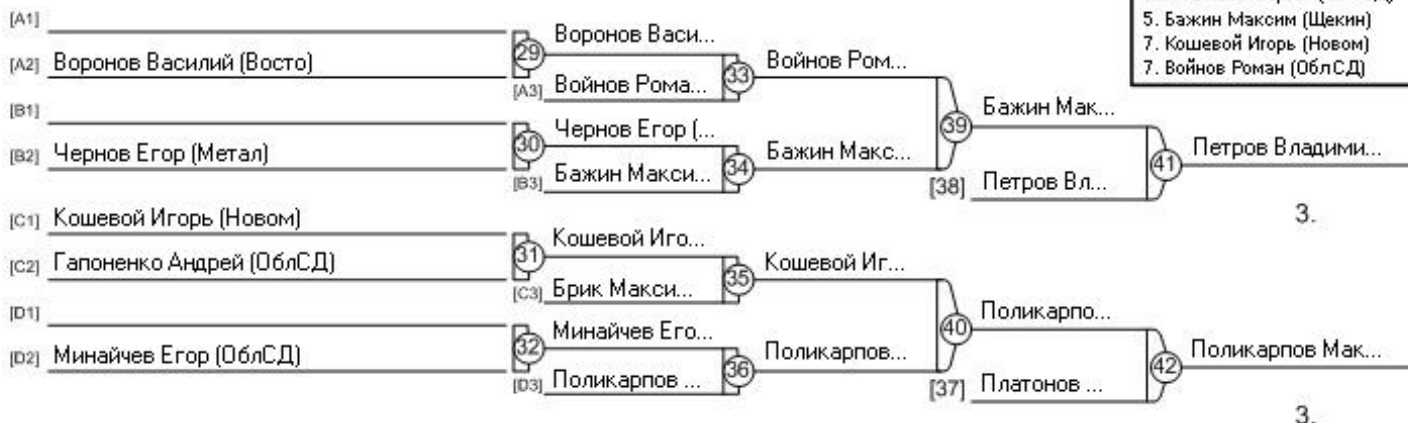 5. Бажин Максим (Щекин)
7. Кошевой Игорь (Новом)
7. Войнов Роман (ОблСД)
[A1]
[A2] Воронов Василий (Восто)
29
Воронов Васи...
[A3] Войнов Рома...
33
Войнов Ром...
[B1]
[B2] Чернов Егор (Метал)
30
Чернов Егор (...
[B3] Бажин Макси...
34
Бажин Макс...
39
Бажин Мак...
[38] Петров Вл...
41
Петров Владими...
3.
[C1] Кошевой Игорь (Новом)
[C2] Гапоненко Андрей (ОблСД)
31
Кошевой Иго...
[C3] Брик Макси...
35
Кошевой Иг...
[D1]
[D2] Минайчев Егор (ОблСД)
32
Минайчев Его...
[D3] Поликарпов ...
36
Поликарпов...
40
Поликарпо...
[37] Платонов ...
42
Поликарпов Мак...
3.